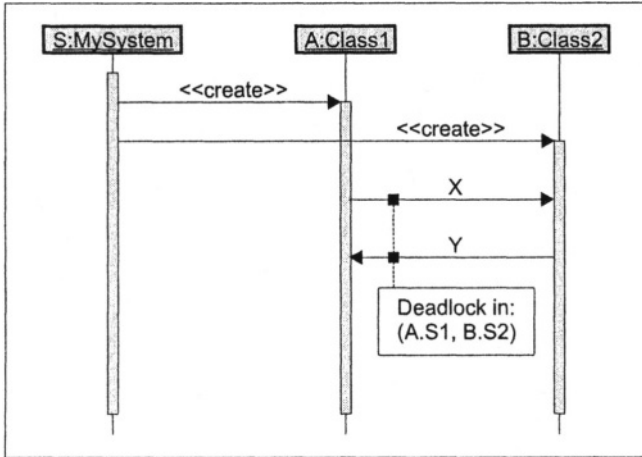 S:MySystem
A:Class1
B:Class2
<<create>>
<<create>>
X
Y
Deadlock in:
(A.S1, B.S2)